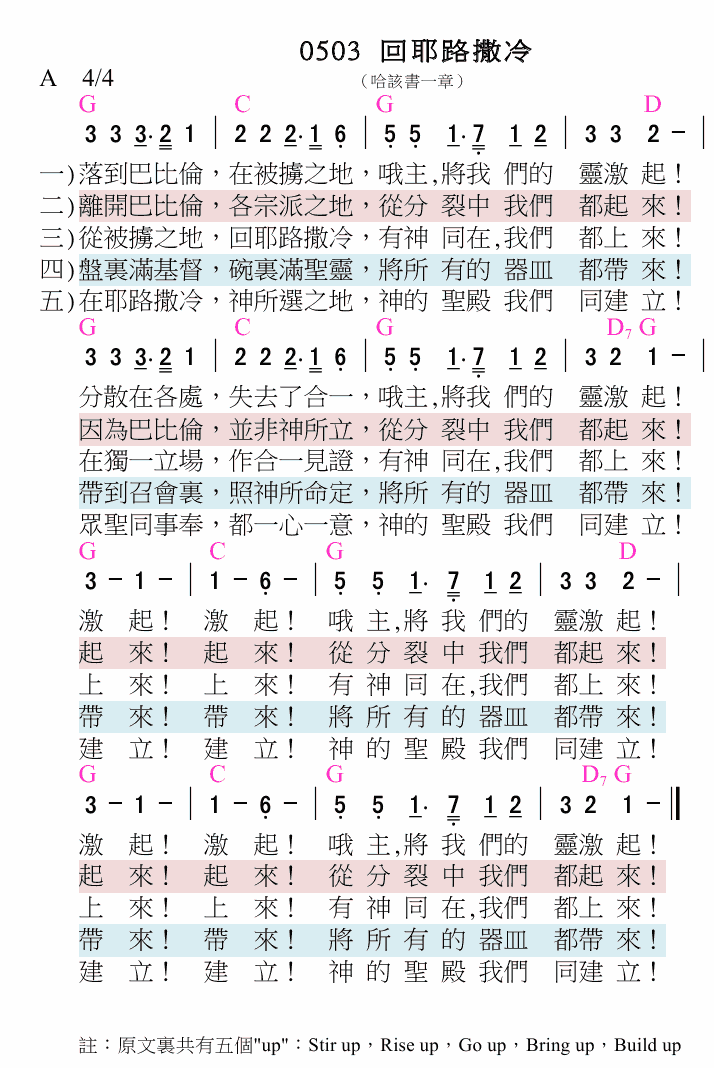 0503 回耶路撒冷
A 4/4
（哈該書一章）
G C G D
3 3 3· 2 1 | 2 2 2· 1 6 | 5 5 1· 7 1 2 | 3 3 2 － |
一)落到巴比倫，在被擄之地，哦主,將我 們的 靈激 起！
二)離開巴比倫，各宗派之地，從分 裂中 我們 都起 來！
三)從被擄之地，回耶路撒冷，有神 同在,我們 都上 來！
四)盤裏滿基督，碗裏滿聖靈，將所 有的 器皿 都帶 來！
五)在耶路撒冷，神所選之地，神的 聖殿 我們 同建 立！
G C G D7 G
3 3 3· 2 1 | 2 2 2· 1 6 | 5 5 1· 7 1 2 | 3 2 1 － |
分散在各處，失去了合一，哦主,將我 們的 靈激 起！
因為巴比倫，並非神所立，從分 裂中 我們 都起 來！
在獨一立場，作合一見證，有神 同在,我們 都上 來！
帶到召會裏，照神所命定，將所 有的 器皿 都帶 來！
眾聖同事奉，都一心一意，神的 聖殿 我們 同建 立！
G C G D
3 － 1 － | 1 － 6 － | 5 5 1· 7 1 2 | 3 3 2 － |
激 起！ 激 起！ 哦 主,將 我 們的 靈激 起！
起 來！ 起 來！ 從 分 裂 中 我們 都起 來！
上 來！ 上 來！ 有 神 同 在,我們 都上 來！
帶 來！ 帶 來！ 將 所 有 的 器皿 都帶 來！
建 立！ 建 立！ 神 的 聖 殿 我們 同建 立！
G C G D7 G
3 － 1 － | 1 － 6 － | 5 5 1· 7 1 2 | 3 2 1 － ‖
激 起！ 激 起！ 哦 主,將 我 們的 靈激 起！
起 來！ 起 來！ 從 分 裂 中 我們 都起 來！
上 來！ 上 來！ 有 神 同 在,我們 都上 來！
帶 來！ 帶 來！ 將 所 有 的 器皿 都帶 來！
建 立！ 建 立！ 神 的 聖 殿 我們 同建 立！
註：原文裏共有五個"up"：Stir up，Rise up，Go up，Bring up，Build up